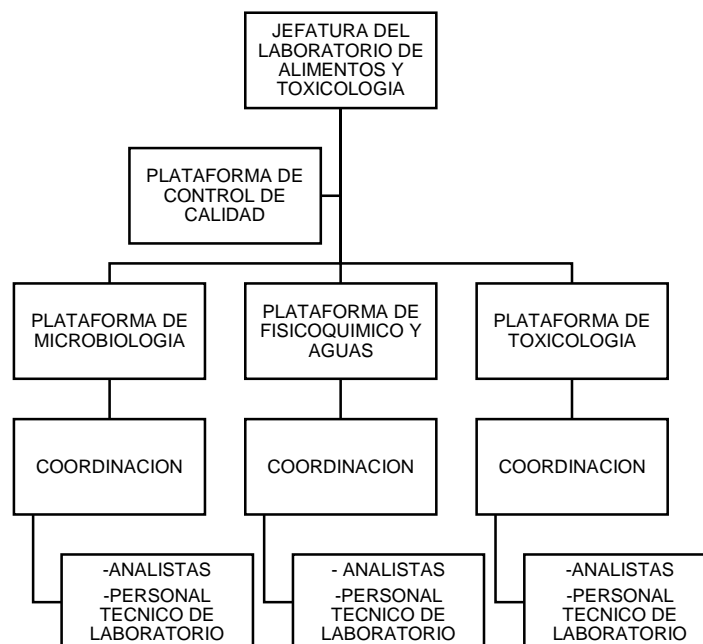 JEFATURA DEL
LABORATORIO DE
ALIMENTOS Y
TOXICOLOGIA
PLATAFORMA DE
CONTROL DE
CALIDAD
PLATAFORMA DE
MICROBIOLOGIA
PLATAFORMA DE
FISICOQUIMICO Y
AGUAS
PLATAFORMA DE
TOXICOLOGIA
COORDINACION
COORDINACION
COORDINACION
-ANALISTAS
-PERSONAL
TECNICO DE
LABORATORIO
- ANALISTAS
-PERSONAL
TECNICO DE
LABORATORIO
-ANALISTAS
-PERSONAL
TECNICO DE
LABORATORIO